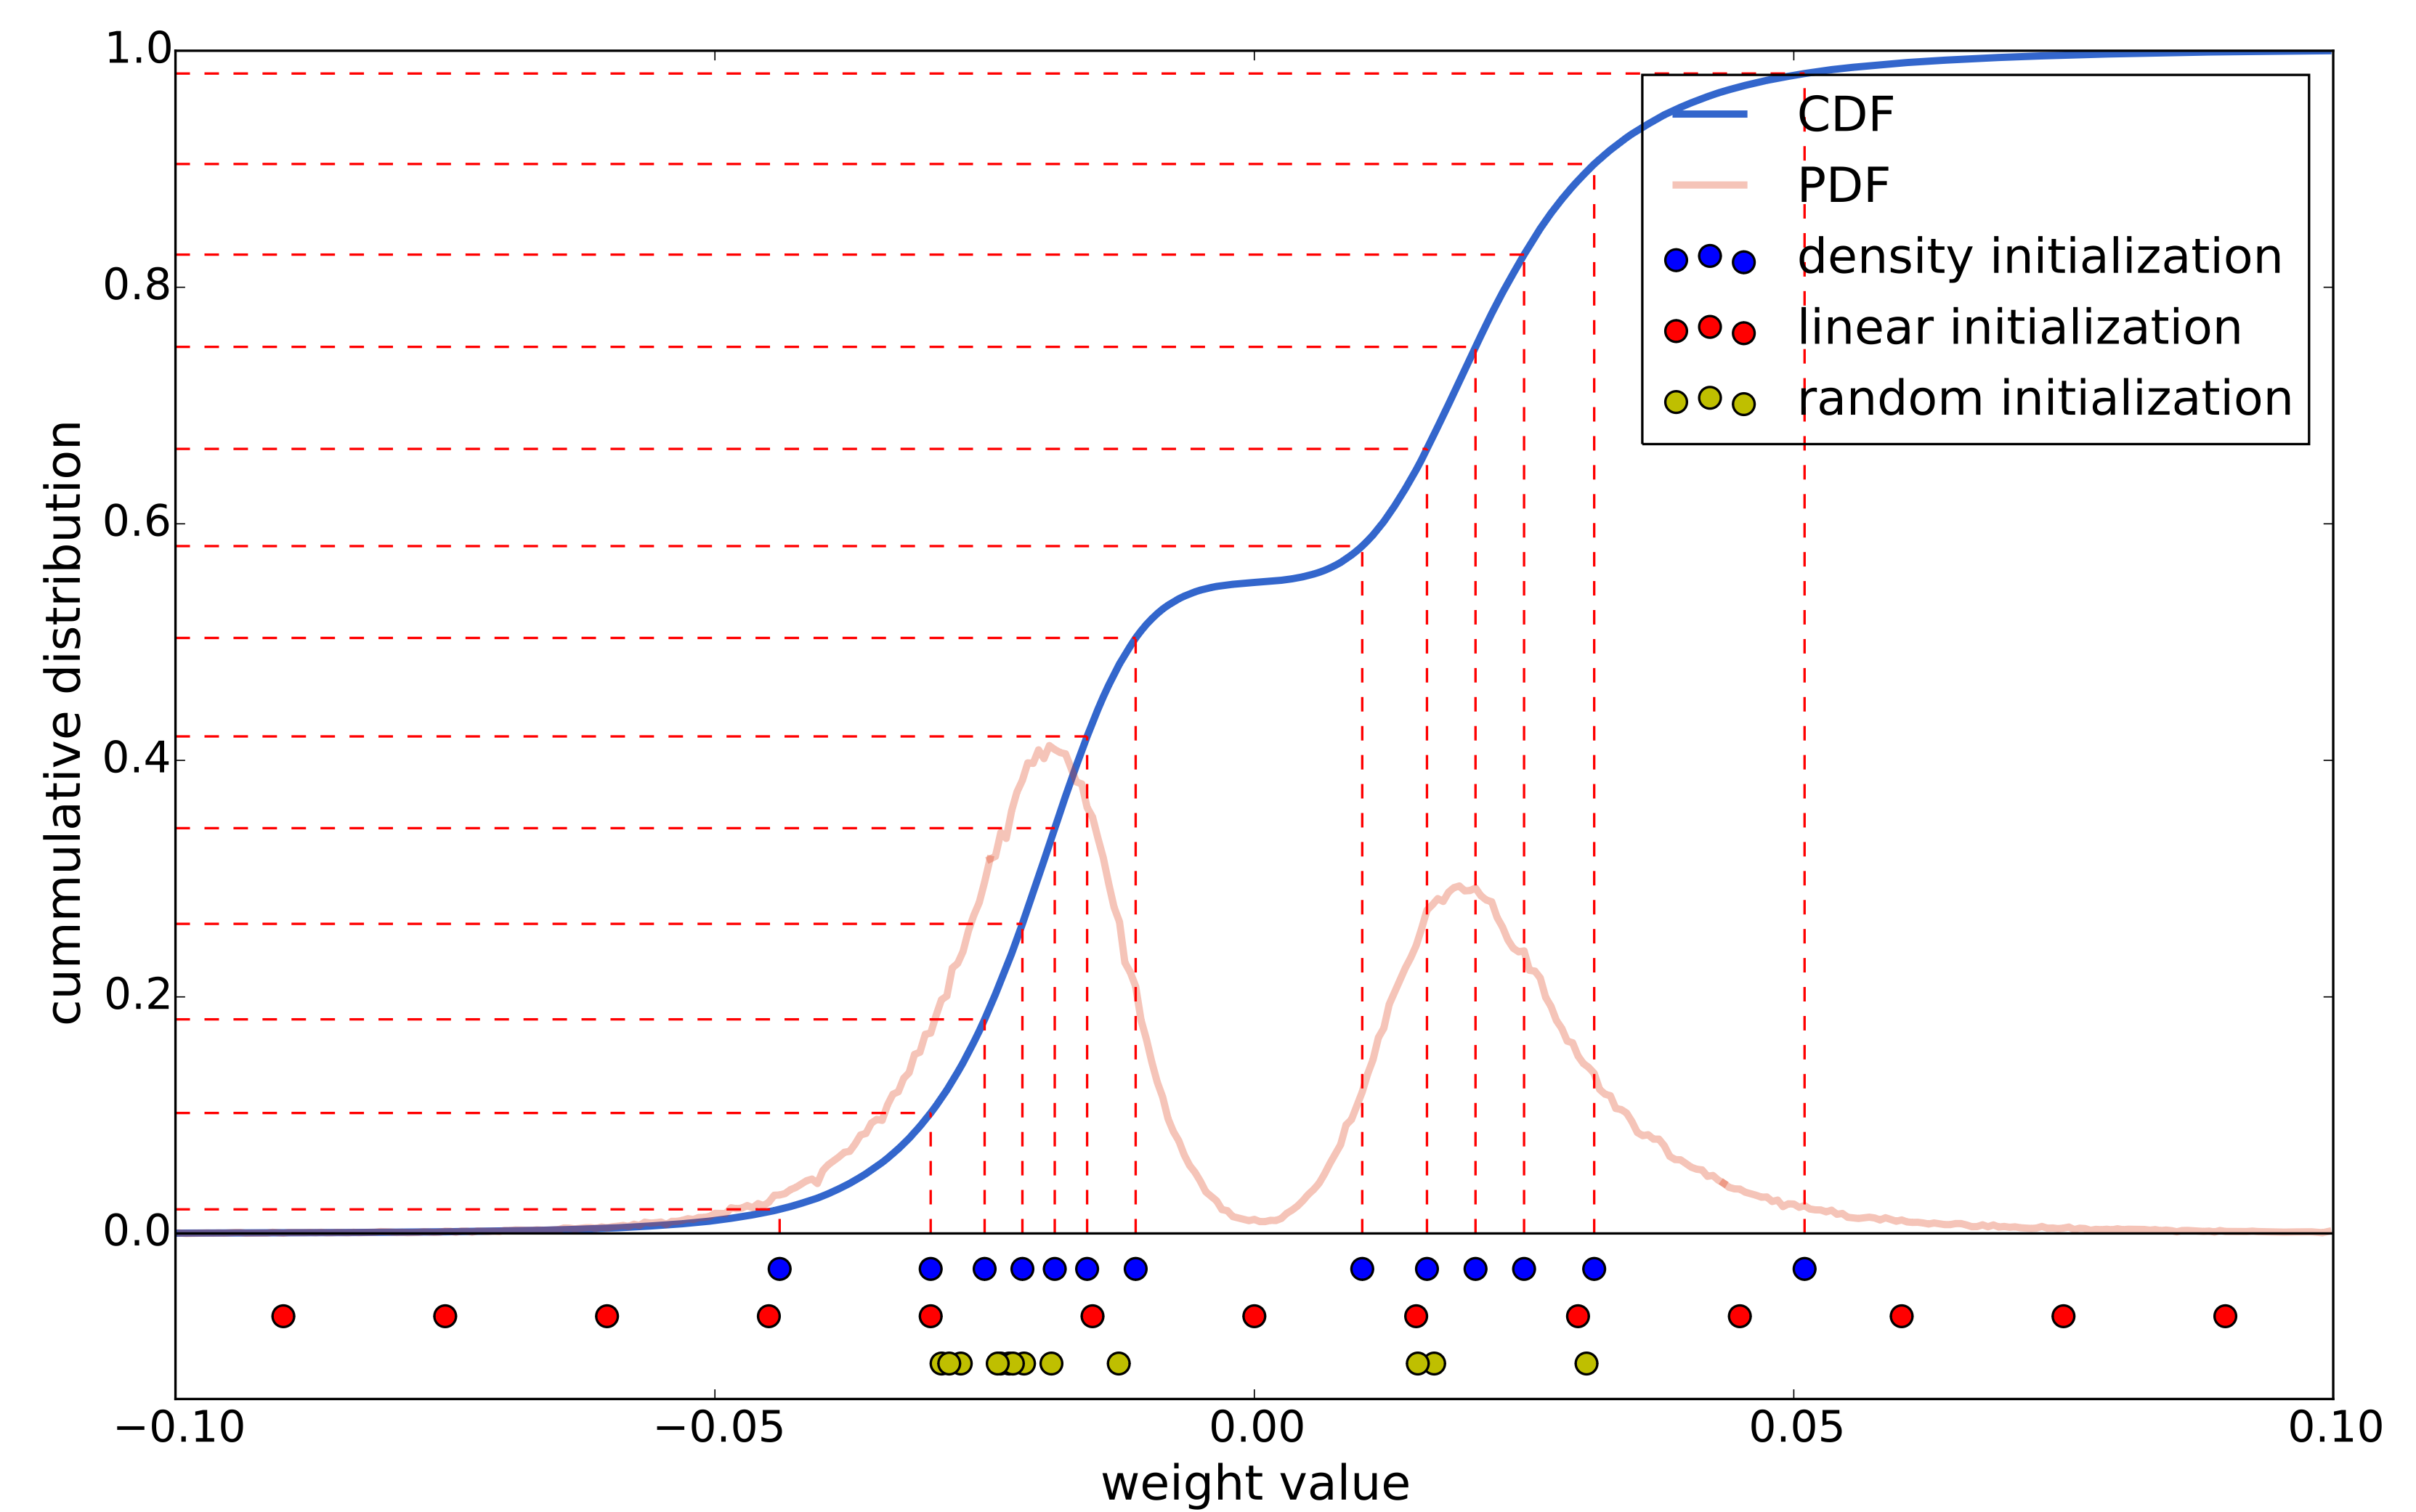 1.0
0.8
0.6
0.4
0.2
0.0
cummulative distribution
CDF
PDF
density initialization
linear initialization
random initialization
−0.10
−0.05
0.00
0.05
0.10
weight value